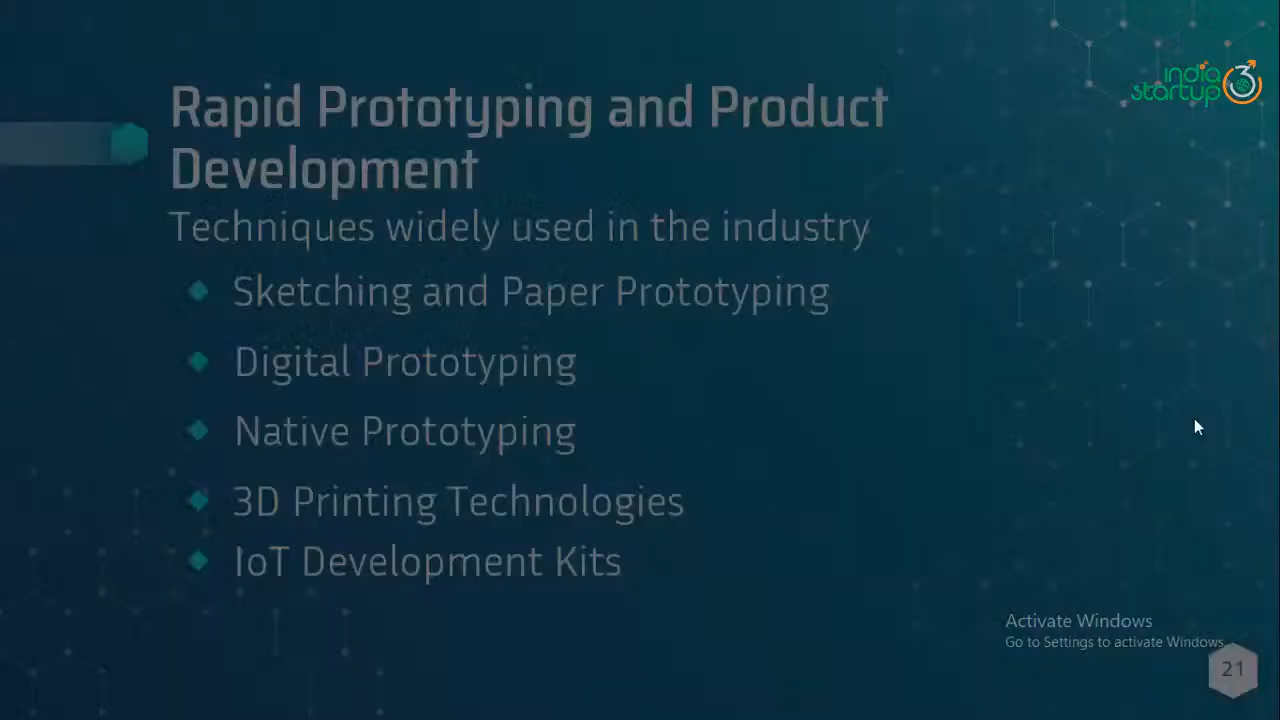 india
startup 3
Rapid Prototyping and Product
Development
Techniques widely used in the industry
Sketching and Paper Prototyping
Digital Prototyping
Native Prototyping
3D Printing Technologies
IoT Development Kits
Activate Windows
Go to Settings to activate Windows.
21